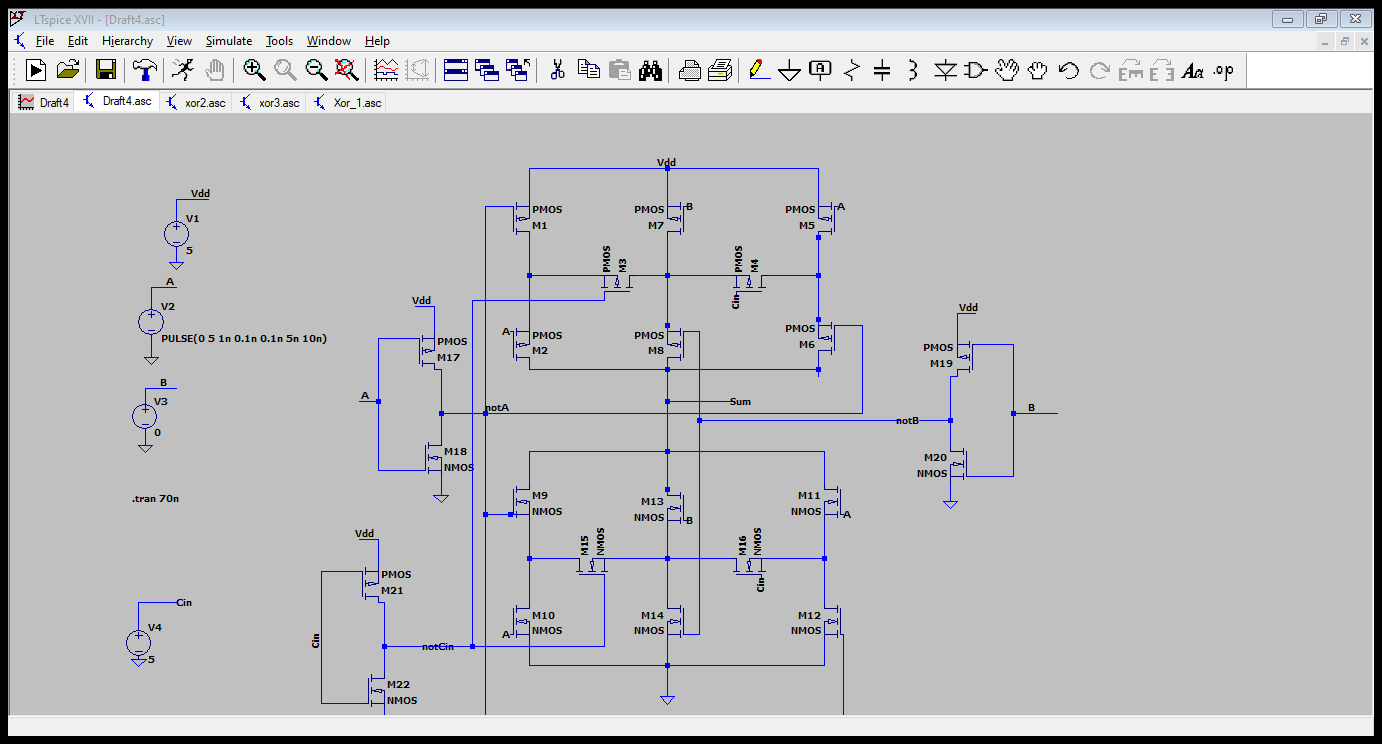 LTspice XVII - [Draft4.asc]
File Edit Hierarchy View Simulate Tools Window Help
Aa .op
Draft4 Draft4.asc xor2.asc xor3.asc Xor_1.asc
Vdd
V1
5
A
V2
PULSE(0 5 1n 0.1n 0.1n 5n 10n)
B
V3
0
.tran 70n
Cin
V4
5
Vdd
PMOS
M1
PMOS
M7
B
PMOS
M5
A
PMOS
M3
PMOS
M4
Cin
A
PMOS
M2
PMOS
M8
PMOS
M6
Vdd
PMOS
M17
A
notA
M18
NMOS
Sum
Vdd
PMOS
M19
B
notB
M20
NMOS
M9
NMOS
M13
NMOS
B
M11
NMOS
A
M15
NMOS
M16
NMOS
Cin
M10
NMOS
A
M14
NMOS
M12
NMOS
Vdd
PMOS
M21
Cin
notCin
M22
NMOS